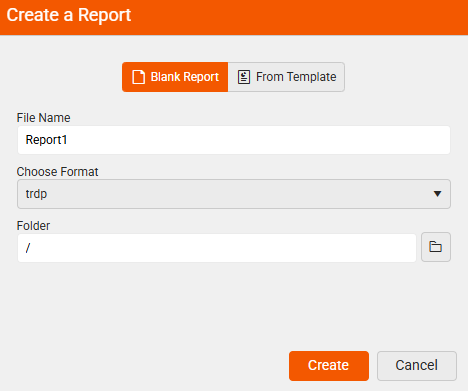 Create a Report
Blank Report From Template
File Name
Report1
Choose Format
trdp
Folder
/
Create Cancel